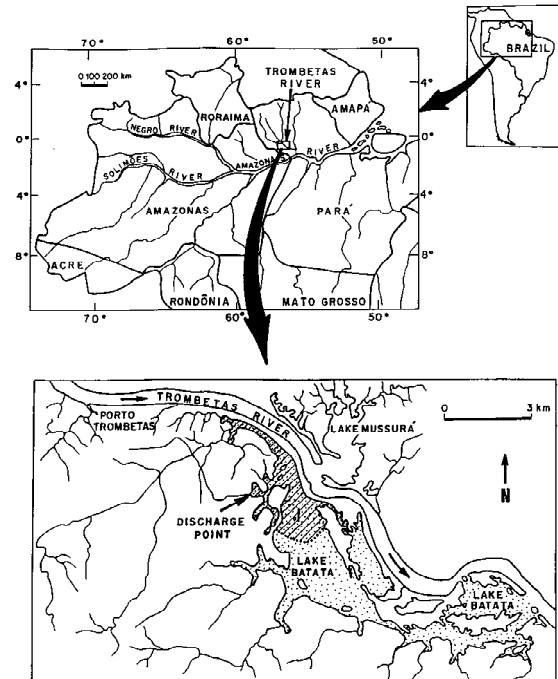 BRAZIL
70° 60° 50°
4° 4°
0 100 200 km
TROMBETAS
RIVER
RORAIMA
AMAPA
NEGRO RIVER
0° 0°
SOLIMÕES RIVER
AMAZONAS RIVER
4° 4°
AMAZONAS
PARÁ
8° 8°
ACRE
RONDÔNIA
MATO GROSSO
70° 60° 50°
TROMBETAS RIVER
PORTO
TROMBETAS
LAKE MUSSURÁ
0 3 km
N
DISCHARGE
POINT
LAKE
BATATA
LAKE
BATATA